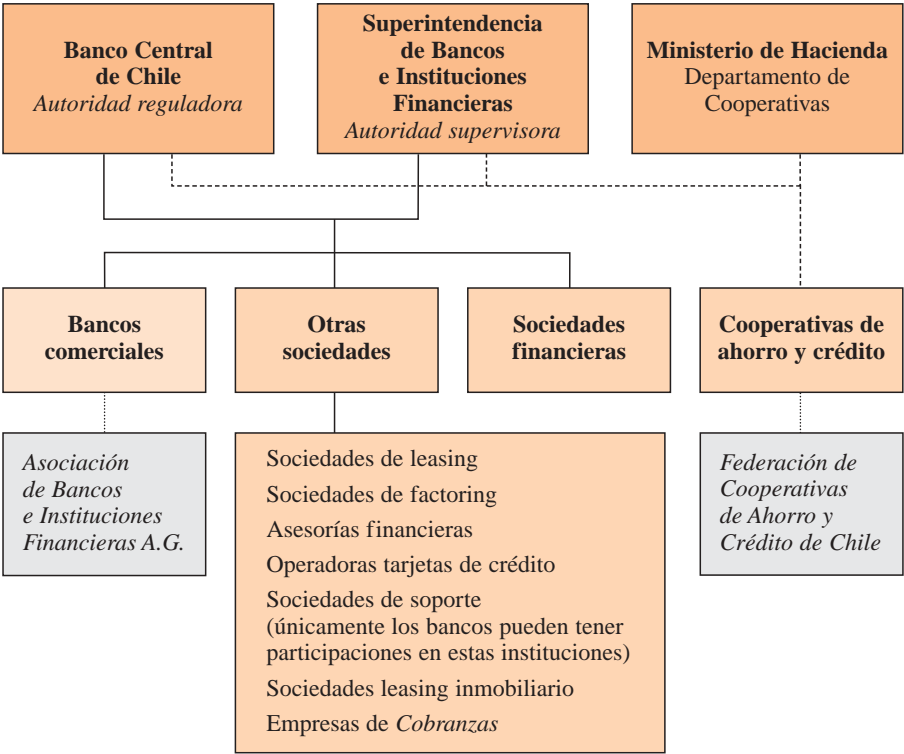 Banco Central
de Chile
Autoridad reguladora
Superintendencia
de Bancos
e Instituciones
Financieras
Autoridad supervisora
Ministerio de Hacienda
Departamento de
Cooperativas
Bancos
comerciales
Otras
sociedades
Sociedades
financieras
Cooperativas de
ahorro y crédito
Asociación
de Bancos
e Instituciones
Financieras A.G.
Sociedades de leasing
Sociedades de factoring
Asesorías financieras
Operadoras tarjetas de crédito
Sociedades de soporte
(únicamente los bancos pueden tener
participaciones en estas instituciones)
Sociedades leasing inmobiliario
Empresas de Cobranzas
Federación de
Cooperativas
de Ahorro y
Crédito de Chile